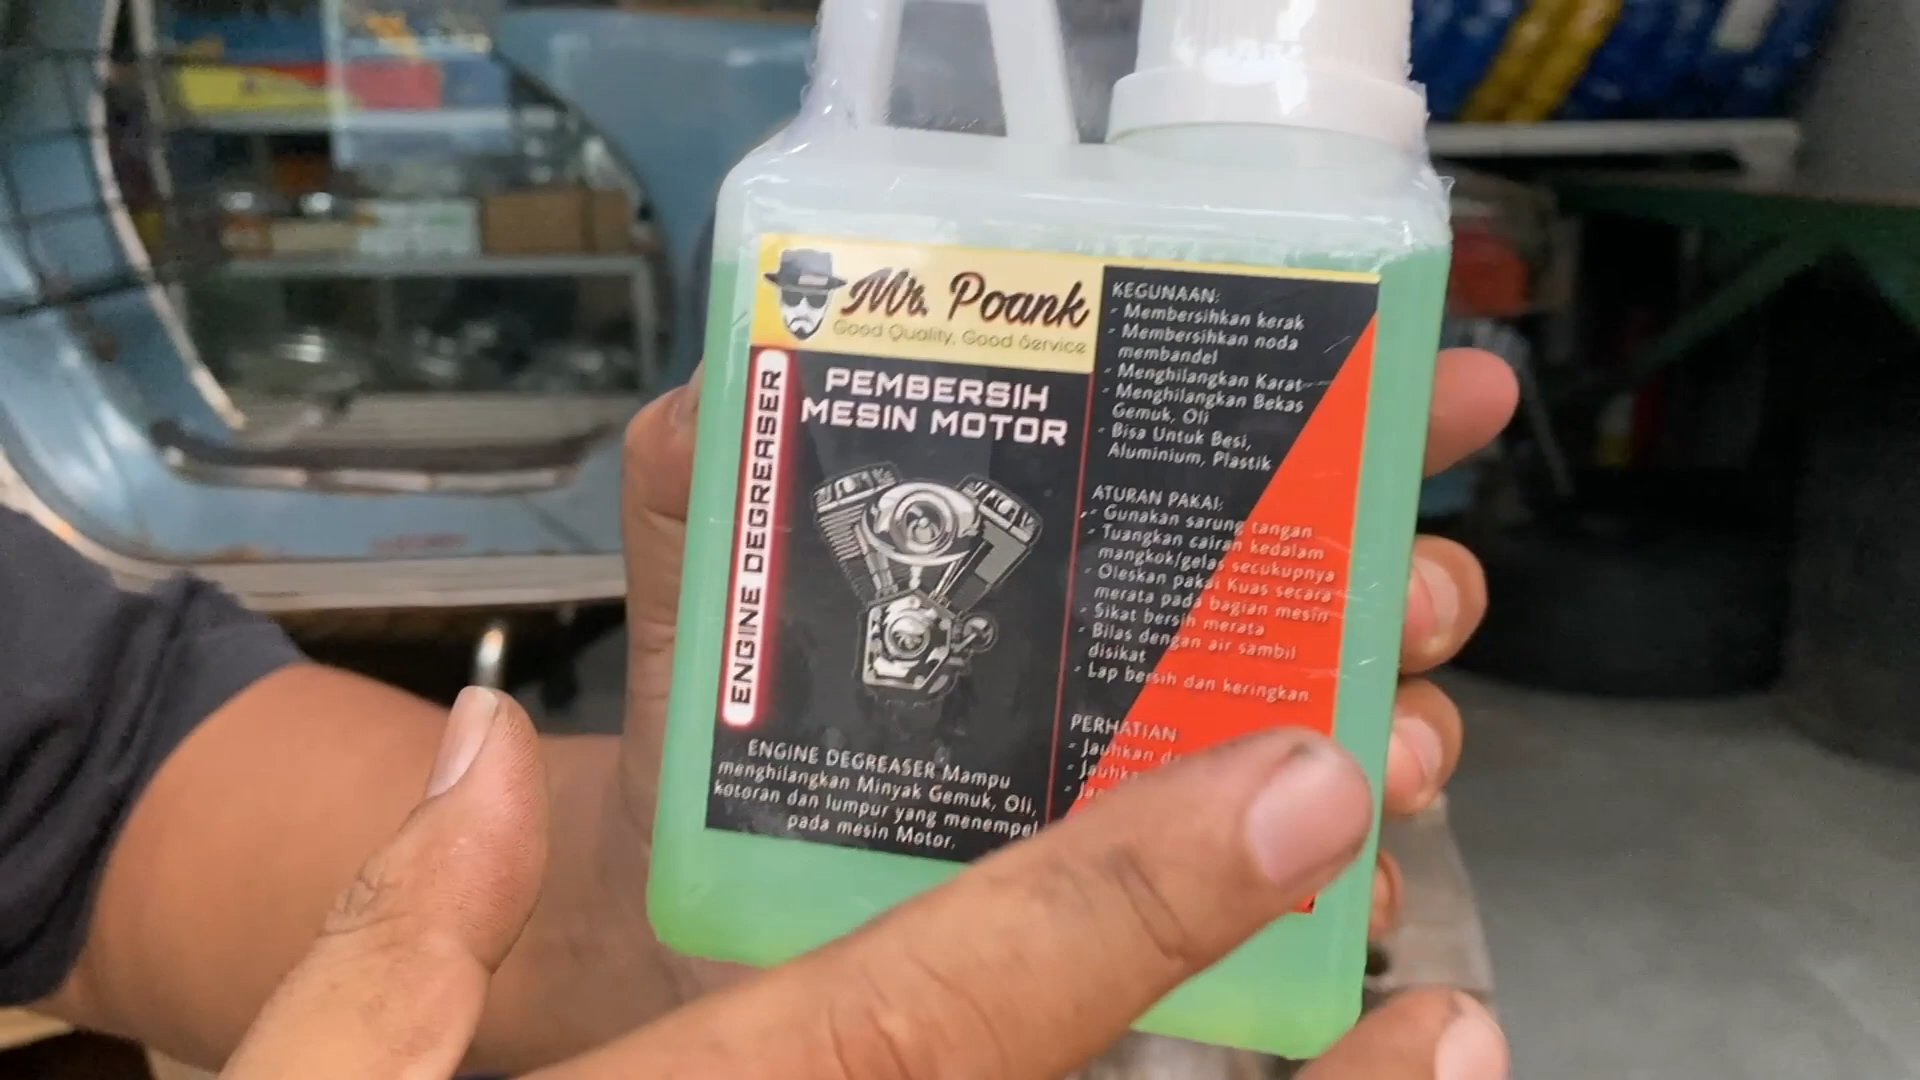 Mr. Poank
Good Quality, Good Service
ENGINE DEGREASER
PEMBERSIH
MESIN MOTOR
ENGINE DEGREASER Mampu
menghilangkan Minyak Gemuk, Oli,
kotoran dan lumpur yang menempel
pada mesin Motor.
KEGUNAAN:
- Membersihkan kerak
- Membersihkan noda
membandel
- Menghilangkan Karat
- Menghilangkan Bekas
Gemuk, Oli
- Bisa Untuk Besi,
Aluminium, Plastik
ATURAN PAKAI:
- Gunakan sarung tangan
- Tuangkan cairan kedalam
mangkok/gelas secukupnya
- Oleskan pakai Kuas secara
merata pada bagian mesin
- Sikat bersih merata
- Bilas dengan air sambil
disikat
- Lap bersih dan keringkan
PERHATIAN
- Jauhkan